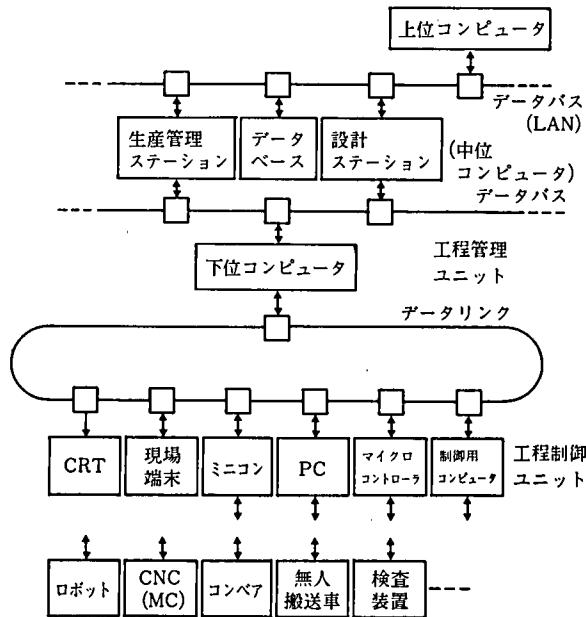 上位コンピュータ
データバス
(LAN)
生産管理
ステーション
データ
ベース
設計
ステーション
(中位
コンピュータ)
データバス
下位コンピュータ
工程管理
ユニット
データリンク
CRT
現場
端末
ミニコン
PC
マイクロ
コントローラ
制御用
コンピュータ
工程制御
ユニット
ロボット
CNC
(MC)
コンベア
無人
搬送車
検査
装置